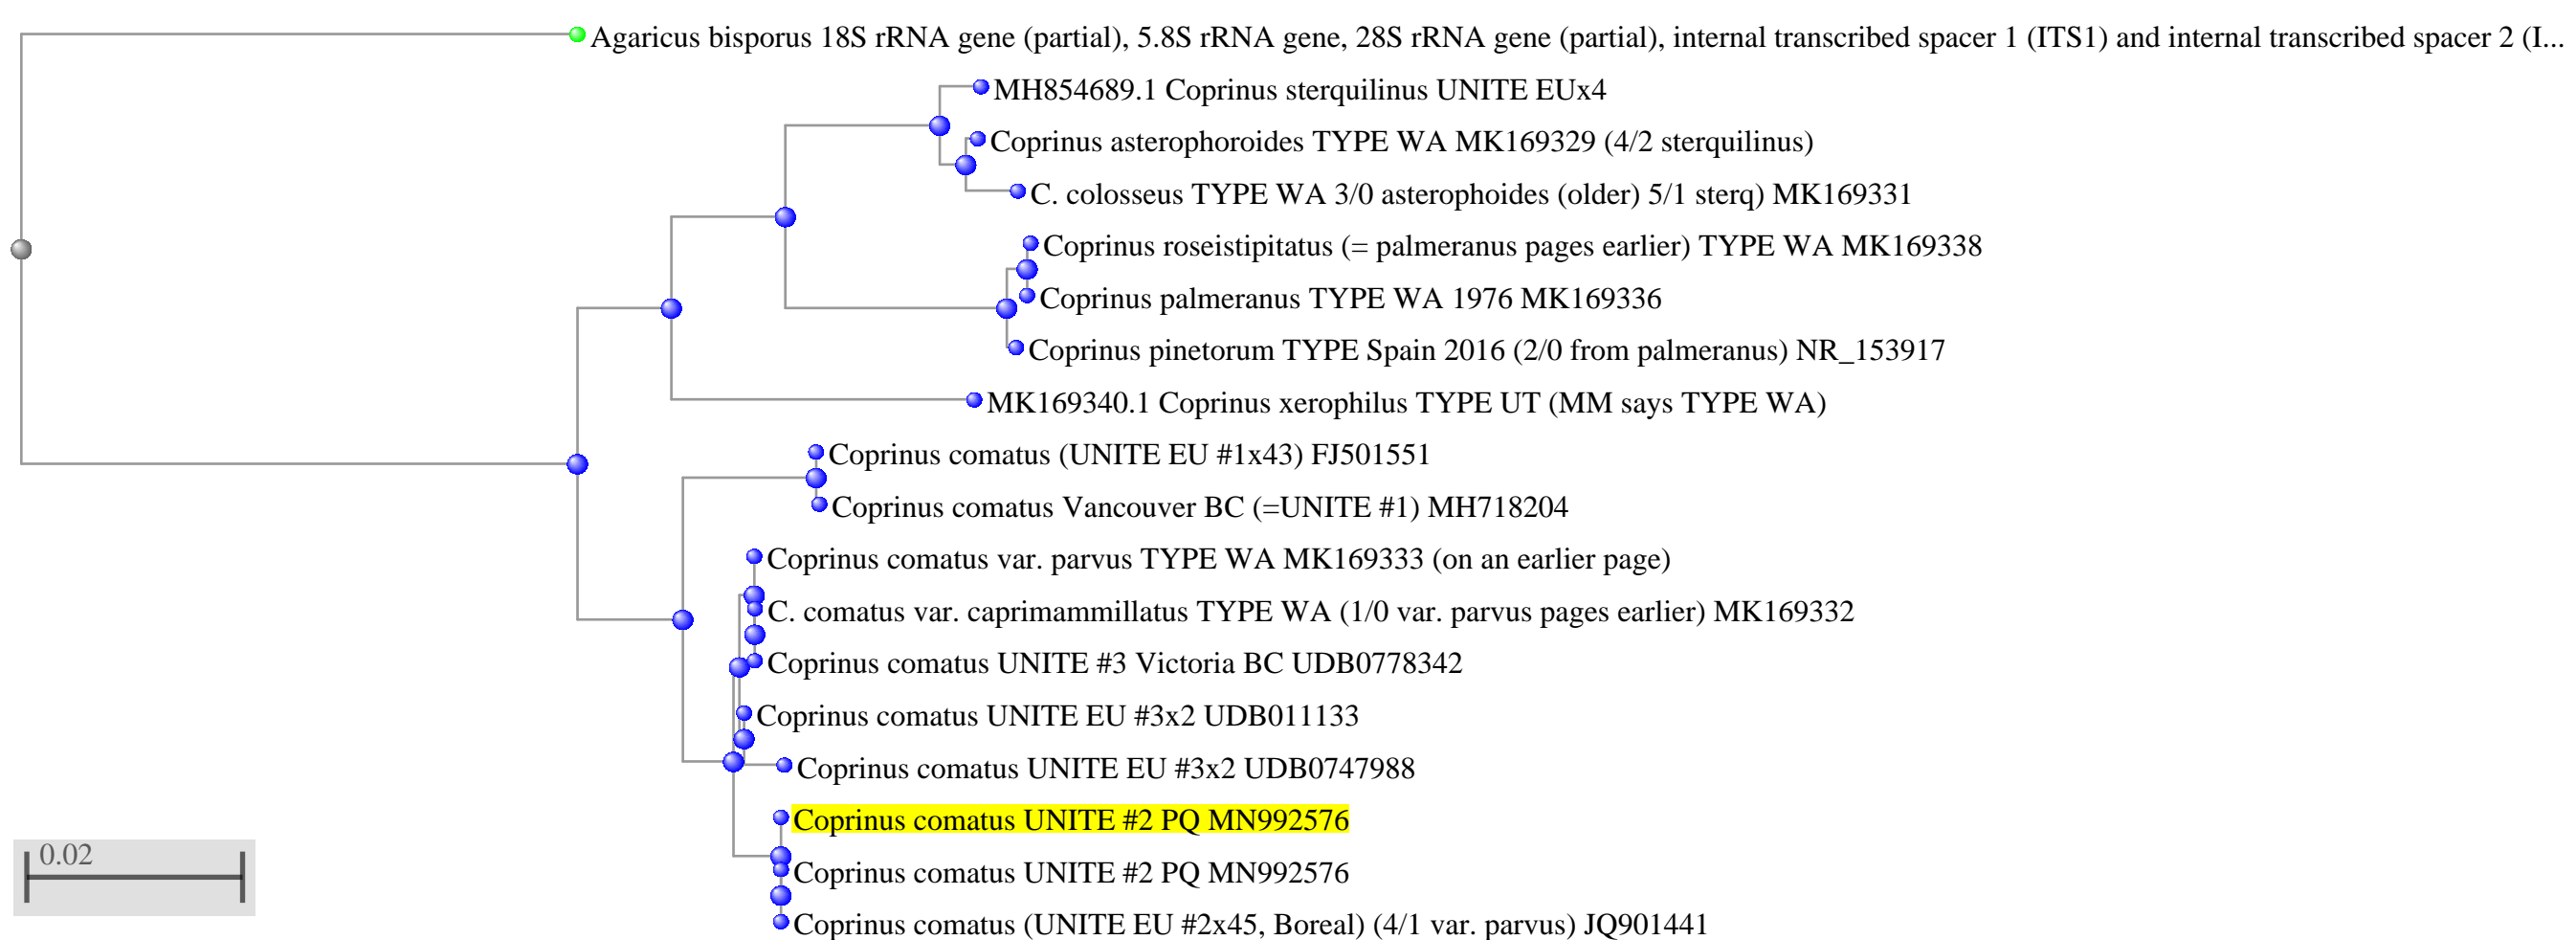 Agaricus bisporus 18S rRNA gene (partial), 5.8S rRNA gene, 28S rRNA gene (partial), internal transcribed spacer 1 (ITS1) and internal transcribed spacer 2 (I...
MH854689.1 Coprinus sterquilinus UNITE EUx4
Coprinus asterophoroides TYPE WA MK169329 (4/2 sterquilinus)
C. colosseus TYPE WA 3/0 asterophoides (older) 5/1 sterq) MK169331
Coprinus roseistipitatus (= palmeranus pages earlier) TYPE WA MK169338
Coprinus palmeranus TYPE WA 1976 MK169336
Coprinus pinetorum TYPE Spain 2016 (2/0 from palmeranus) NR_153917
MK169340.1 Coprinus xerophilus TYPE UT (MM says TYPE WA)
Coprinus comatus (UNITE EU #1x43) FJ501551
Coprinus comatus Vancouver BC (=UNITE #1) MH718204
Coprinus comatus var. parvus TYPE WA MK169333 (on an earlier page)
C. comatus var. caprimammillatus TYPE WA (1/0 var. parvus pages earlier) MK169332
Coprinus comatus UNITE #3 Victoria BC UDB0778342
Coprinus comatus UNITE EU #3x2 UDB011133
Coprinus comatus UNITE EU #3x2 UDB0747988
Coprinus comatus UNITE #2 PQ MN992576
Coprinus comatus UNITE #2 PQ MN992576
Coprinus comatus (UNITE EU #2x45, Boreal) (4/1 var. parvus) JQ901441
0.02